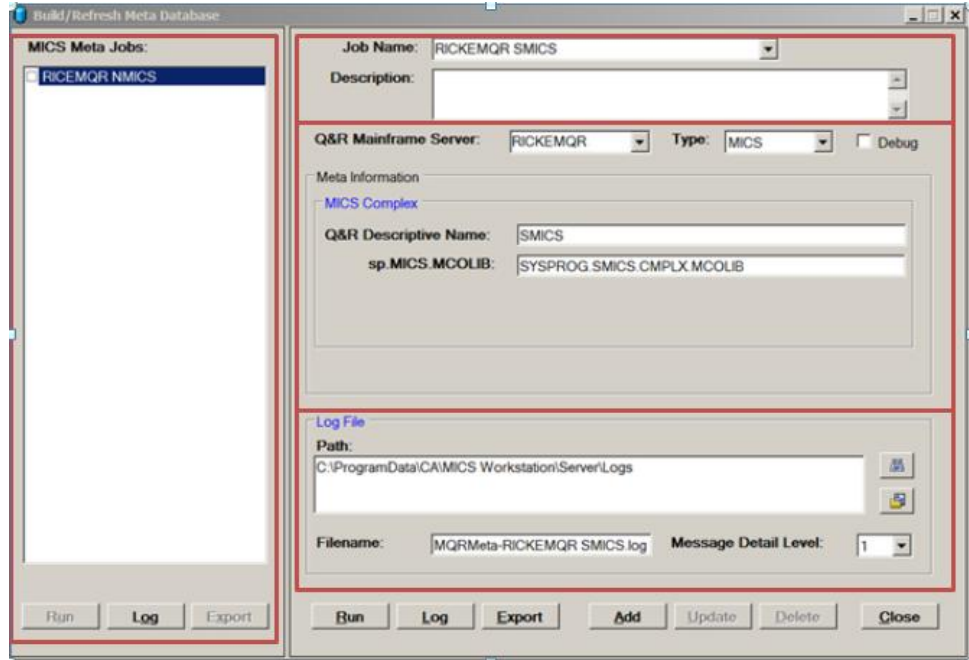 Build/Refresh Meta Database
MICS Meta Jobs:
RICEMQR NMICS
Run Log Export
Job Name: RICKEMQR SMICS
Description:
Q&R Mainframe Server: RICKEMQR Type: MICS Debug
Meta Information
MICS Complex
Q&R Descriptive Name: SMICS
sp.MICS.MCOLIB: SYSPROG.SMICS.CMPLX.MCOLIB
Log File
Path:
C:\ProgramData\CA\MICS Workstation\Server\Logs
Filename: MQRMeta-RICKEMQR SMICS.log Message Detail Level: 1
Run Log Export Add Update Delete Close